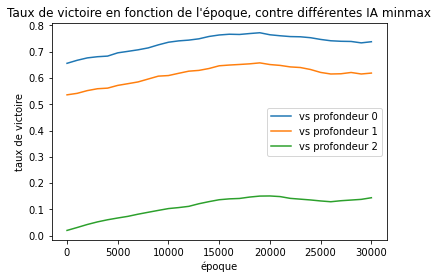 Taux de victoire en fonction de l'époque, contre différentes IA minmax
taux de victoire
0.8
0.7
0.6
0.5
0.4
0.3
0.2
0.1
0.0
vs profondeur 0
vs profondeur 1
vs profondeur 2
0 5000 10000 15000 20000 25000 30000
époque